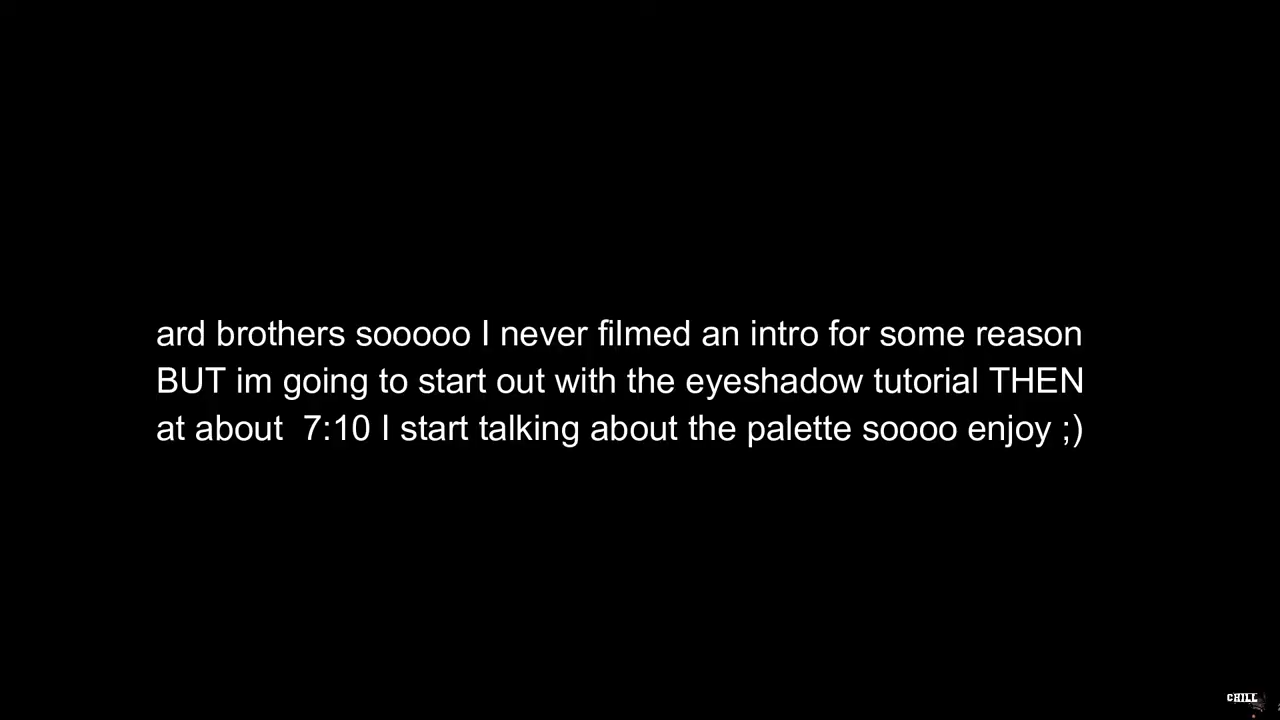 ard brothers sooooo I never filmed an intro for some reason
BUT im going to start out with the eyeshadow tutorial THEN
at about  7:10 I start talking about the palette soooo enjoy ;)
CHILL